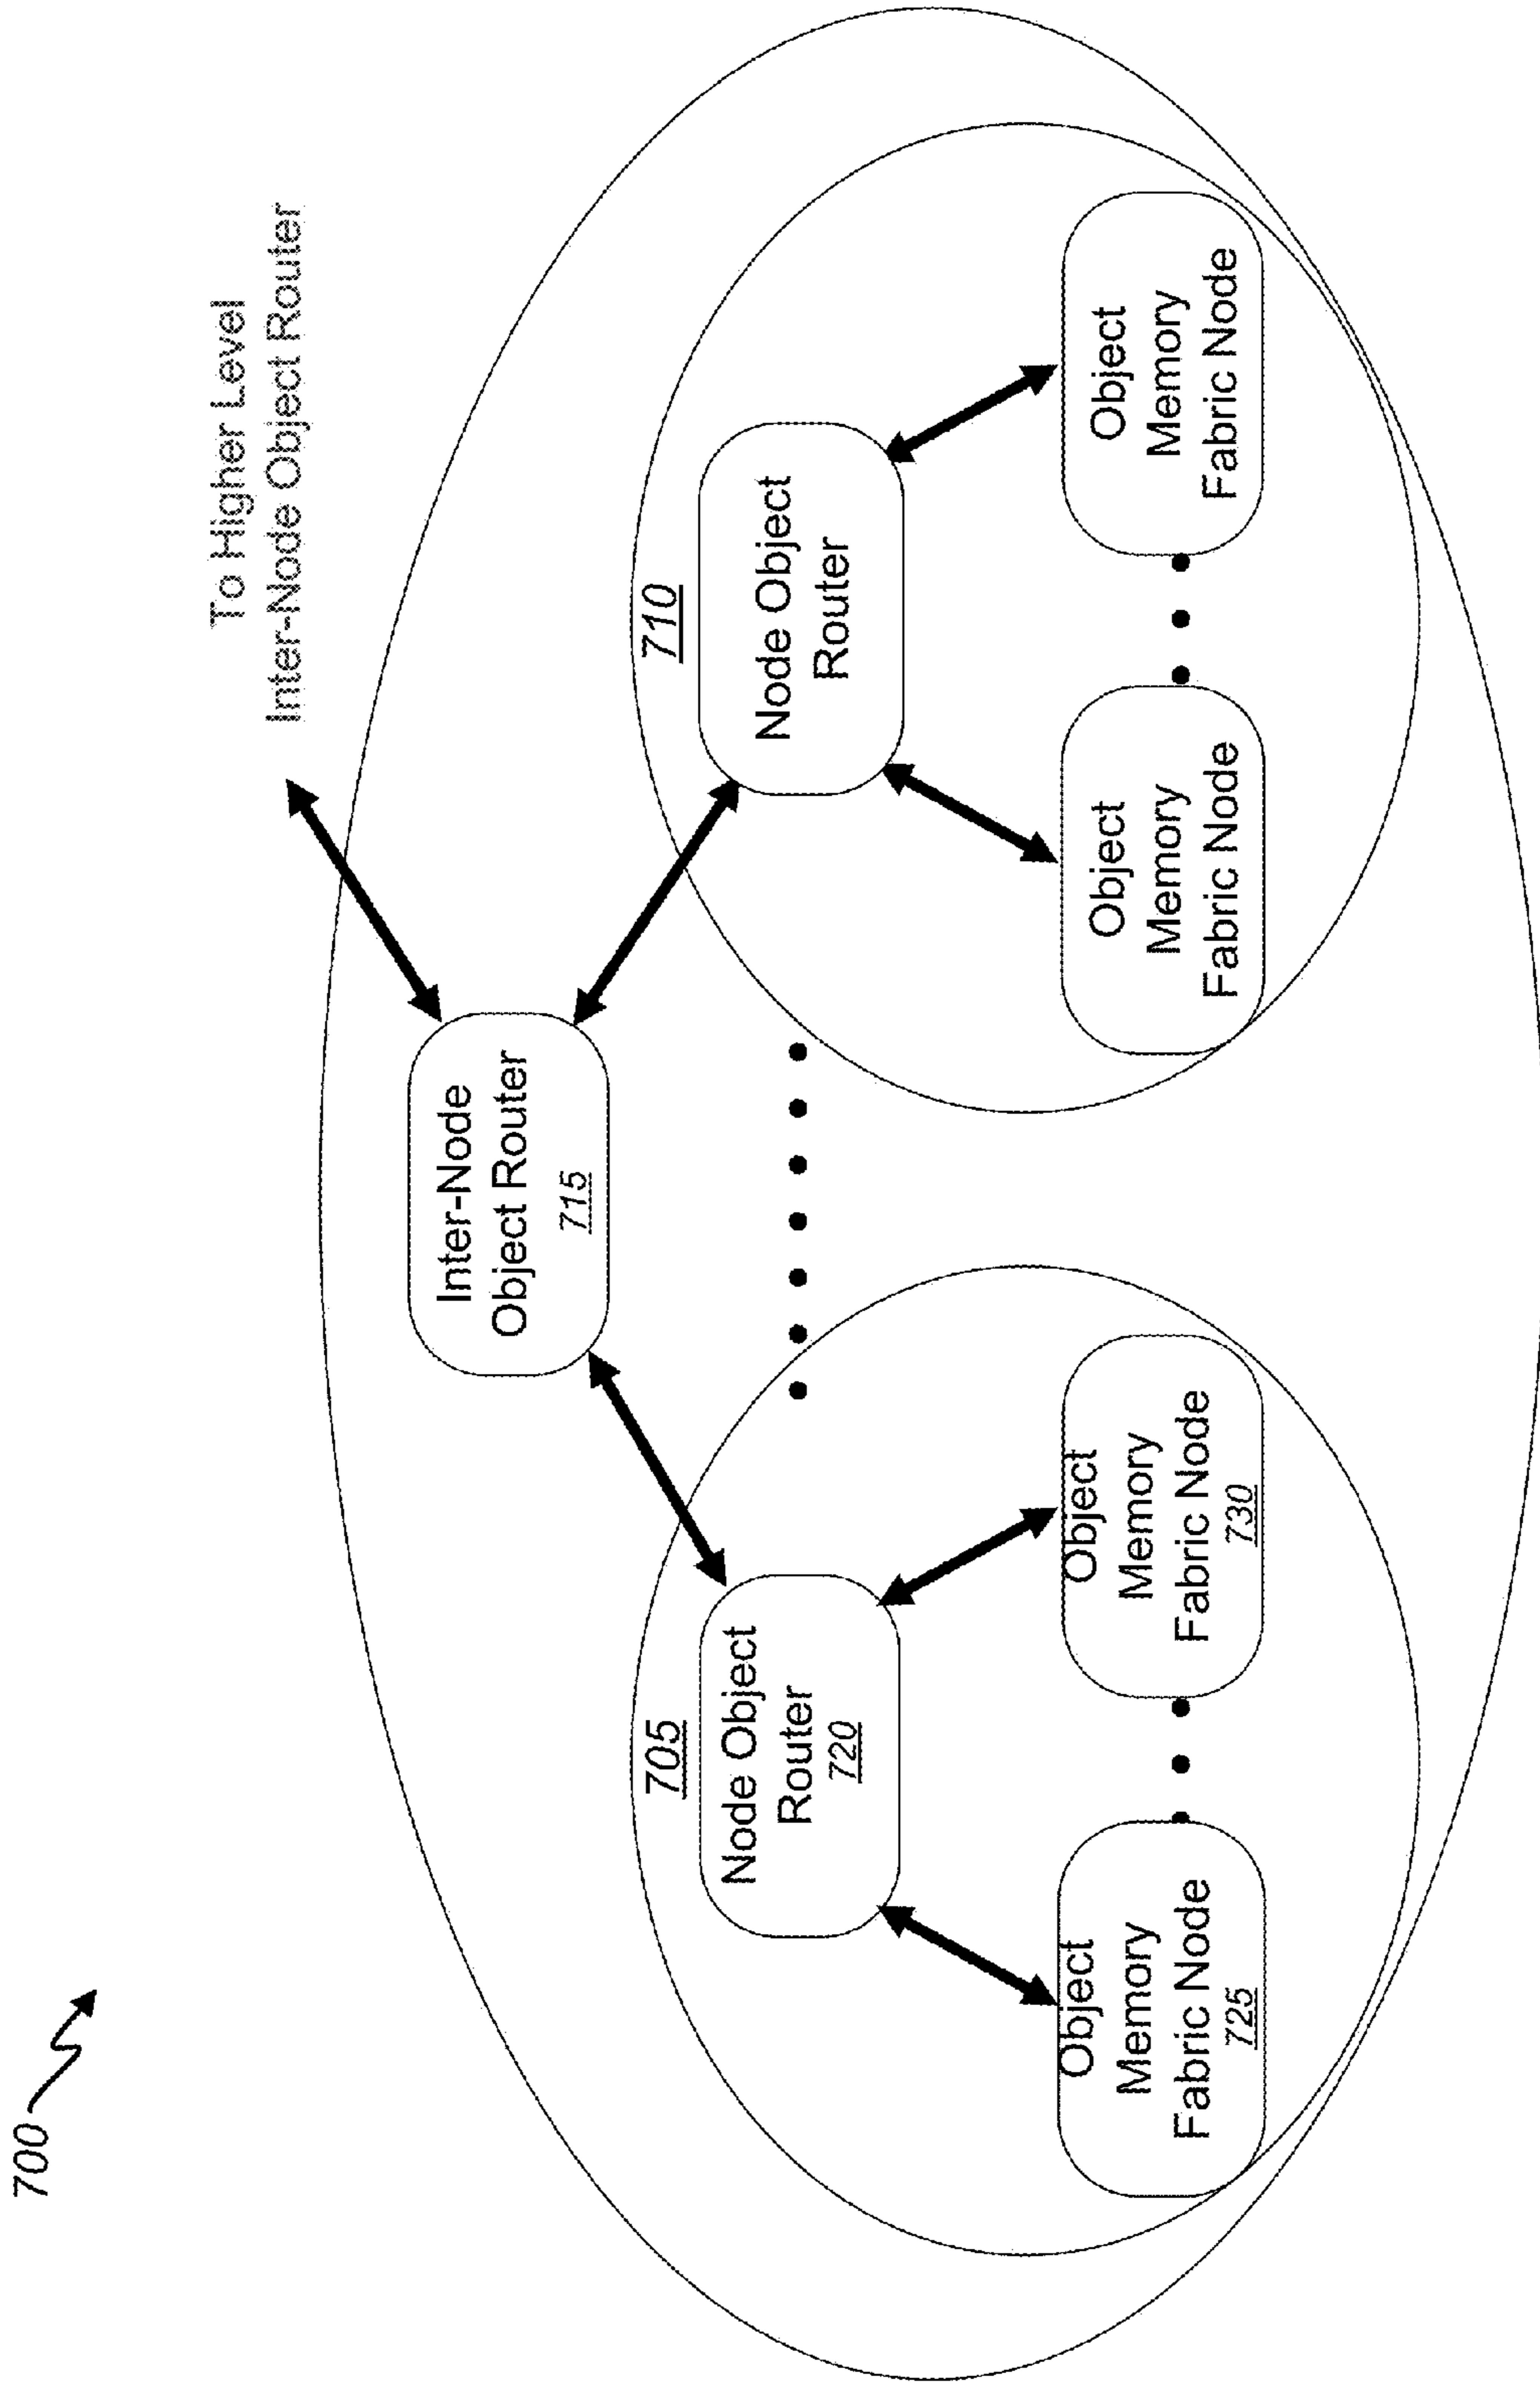 700
To Higher Level
Inter-Node Object Router
Inter-Node
Object Router
715
705
Node Object
Router
720
710
Node Object
Router
Object
Memory
Fabric Node
725
Object
Memory
Fabric Node
730
Object
Memory
Fabric Node
Object
Memory
Fabric Node